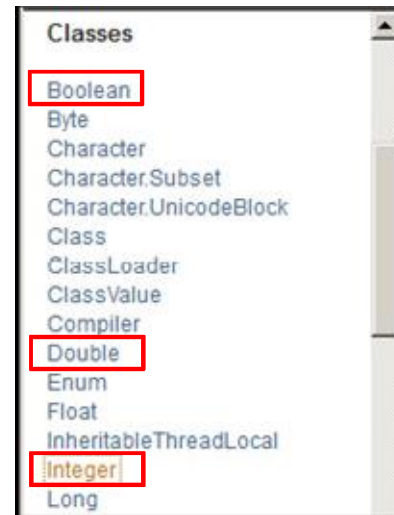 Classes
Boolean
Byte
Character
Character.Subset
Character.UnicodeBlock
Class
ClassLoader
ClassValue
Compiler
Double
Enum
Float
InheritableThreadLocal
Integer
Long